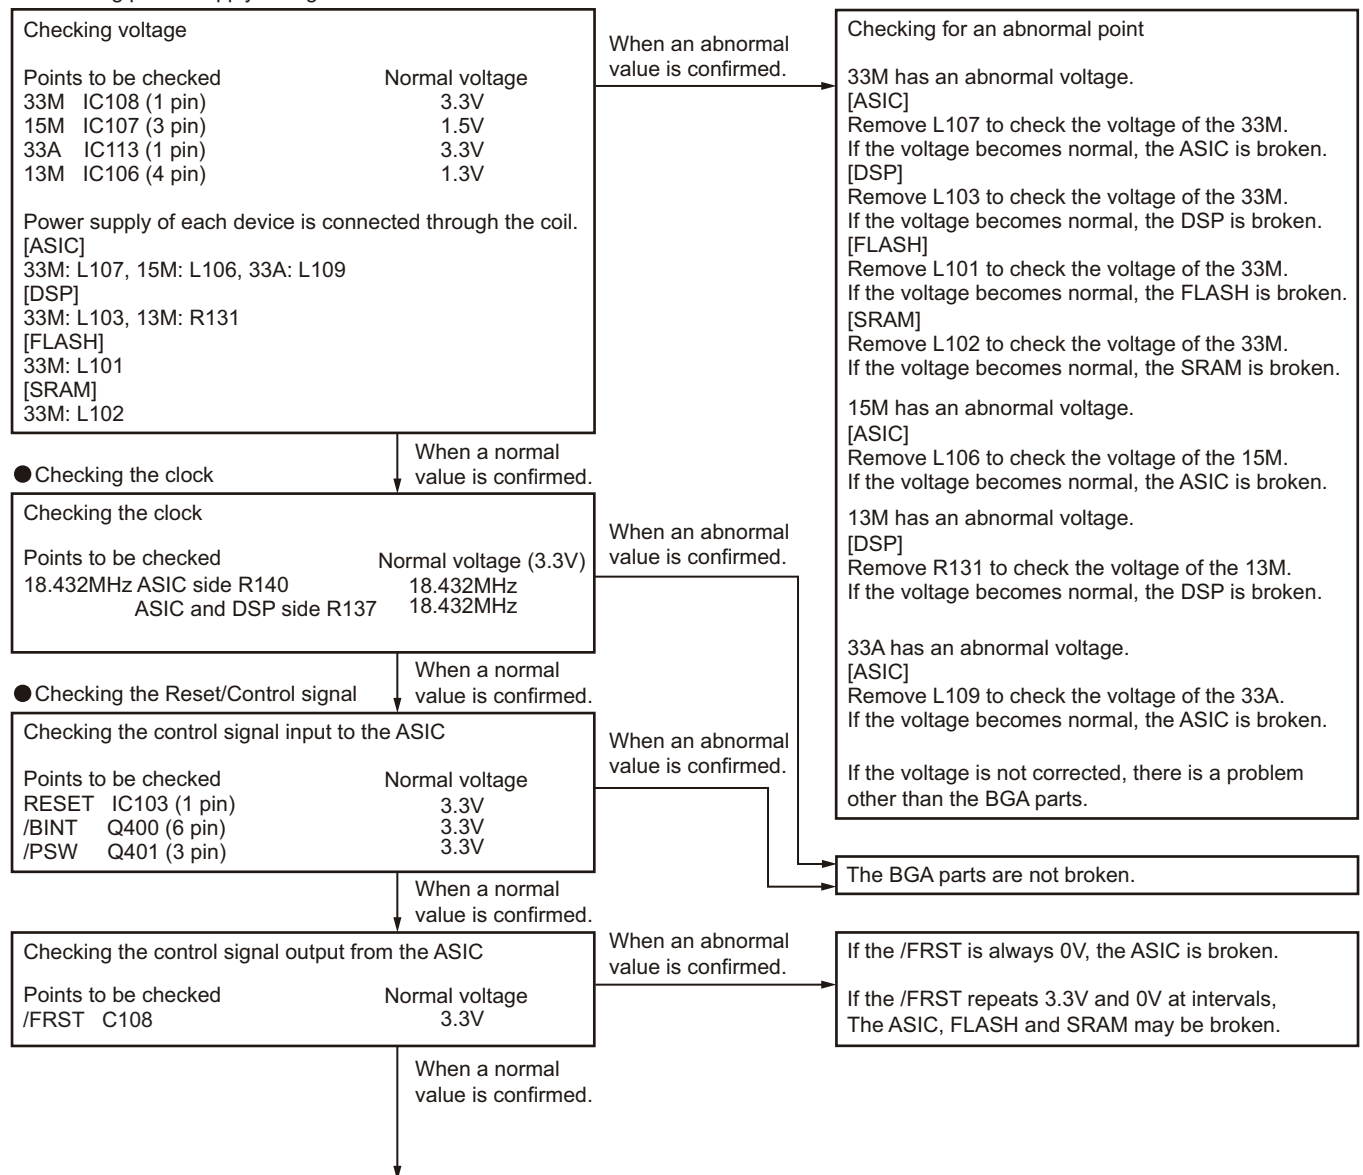 Checking voltage
Points to be checked Normal voltage
33M IC108 (1 pin) 3.3V
15M IC107 (3 pin) 1.5V
33A IC113 (1 pin) 3.3V
13M IC106 (4 pin) 1.3V
Power supply of each device is connected through the coil.
[ASIC]
33M: L107, 15M: L106, 33A: L109
[DSP]
33M: L103, 13M: R131
[FLASH]
33M: L101
[SRAM]
33M: L102
When an abnormal
value is confirmed.
Checking for an abnormal point
33M has an abnormal voltage.
[ASIC]
Remove L107 to check the voltage of the 33M.
If the voltage becomes normal, the ASIC is broken.
[DSP]
Remove L103 to check the voltage of the 33M.
If the voltage becomes normal, the DSP is broken.
[FLASH]
Remove L101 to check the voltage of the 33M.
If the voltage becomes normal, the FLASH is broken.
[SRAM]
Remove L102 to check the voltage of the 33M.
If the voltage becomes normal, the SRAM is broken.
15M has an abnormal voltage.
[ASIC]
Remove L106 to check the voltage of the 15M.
If the voltage becomes normal, the ASIC is broken.
13M has an abnormal voltage.
[DSP]
Remove R131 to check the voltage of the 13M.
If the voltage becomes normal, the DSP is broken.
33A has an abnormal voltage.
[ASIC]
Remove L109 to check the voltage of the 33A.
If the voltage becomes normal, the ASIC is broken.
If the voltage is not corrected, there is a problem
other than the BGA parts.
When a normal
value is confirmed.
●Checking the clock
Checking the clock
Points to be checked Normal voltage (3.3V)
18.432MHz ASIC side R140 18.432MHz
ASIC and DSP side R137 18.432MHz
When an abnormal
value is confirmed.
When a normal
value is confirmed.
●Checking the Reset/Control signal
Checking the control signal input to the ASIC
Points to be checked Normal voltage
RESET IC103 (1 pin) 3.3V
/BINT Q400 (6 pin) 3.3V
/PSW Q401 (3 pin) 3.3V
When an abnormal
value is confirmed.
The BGA parts are not broken.
When a normal
value is confirmed.
Checking the control signal output from the ASIC
Points to be checked Normal voltage
/FRST C108 3.3V
When an abnormal
value is confirmed.
If the /FRST is always 0V, the ASIC is broken.
If the /FRST repeats 3.3V and 0V at intervals,
The ASIC, FLASH and SRAM may be broken.
When a normal
value is confirmed.